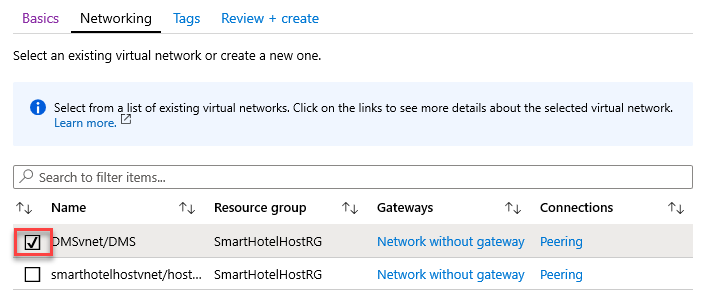 Basics Networking Tags Review + create
Select an existing virtual network or create a new one.
Select from a list of existing virtual networks. Click on the links to see more details about the selected virtual network.
Learn more.
Search to filter items...
Name Resource group Gateways Connections
DMSvnet/DMS SmartHotelHostRG Network without gateway Peering
smarthotelhostvnet/host... SmartHotelHostRG Network without gateway Peering